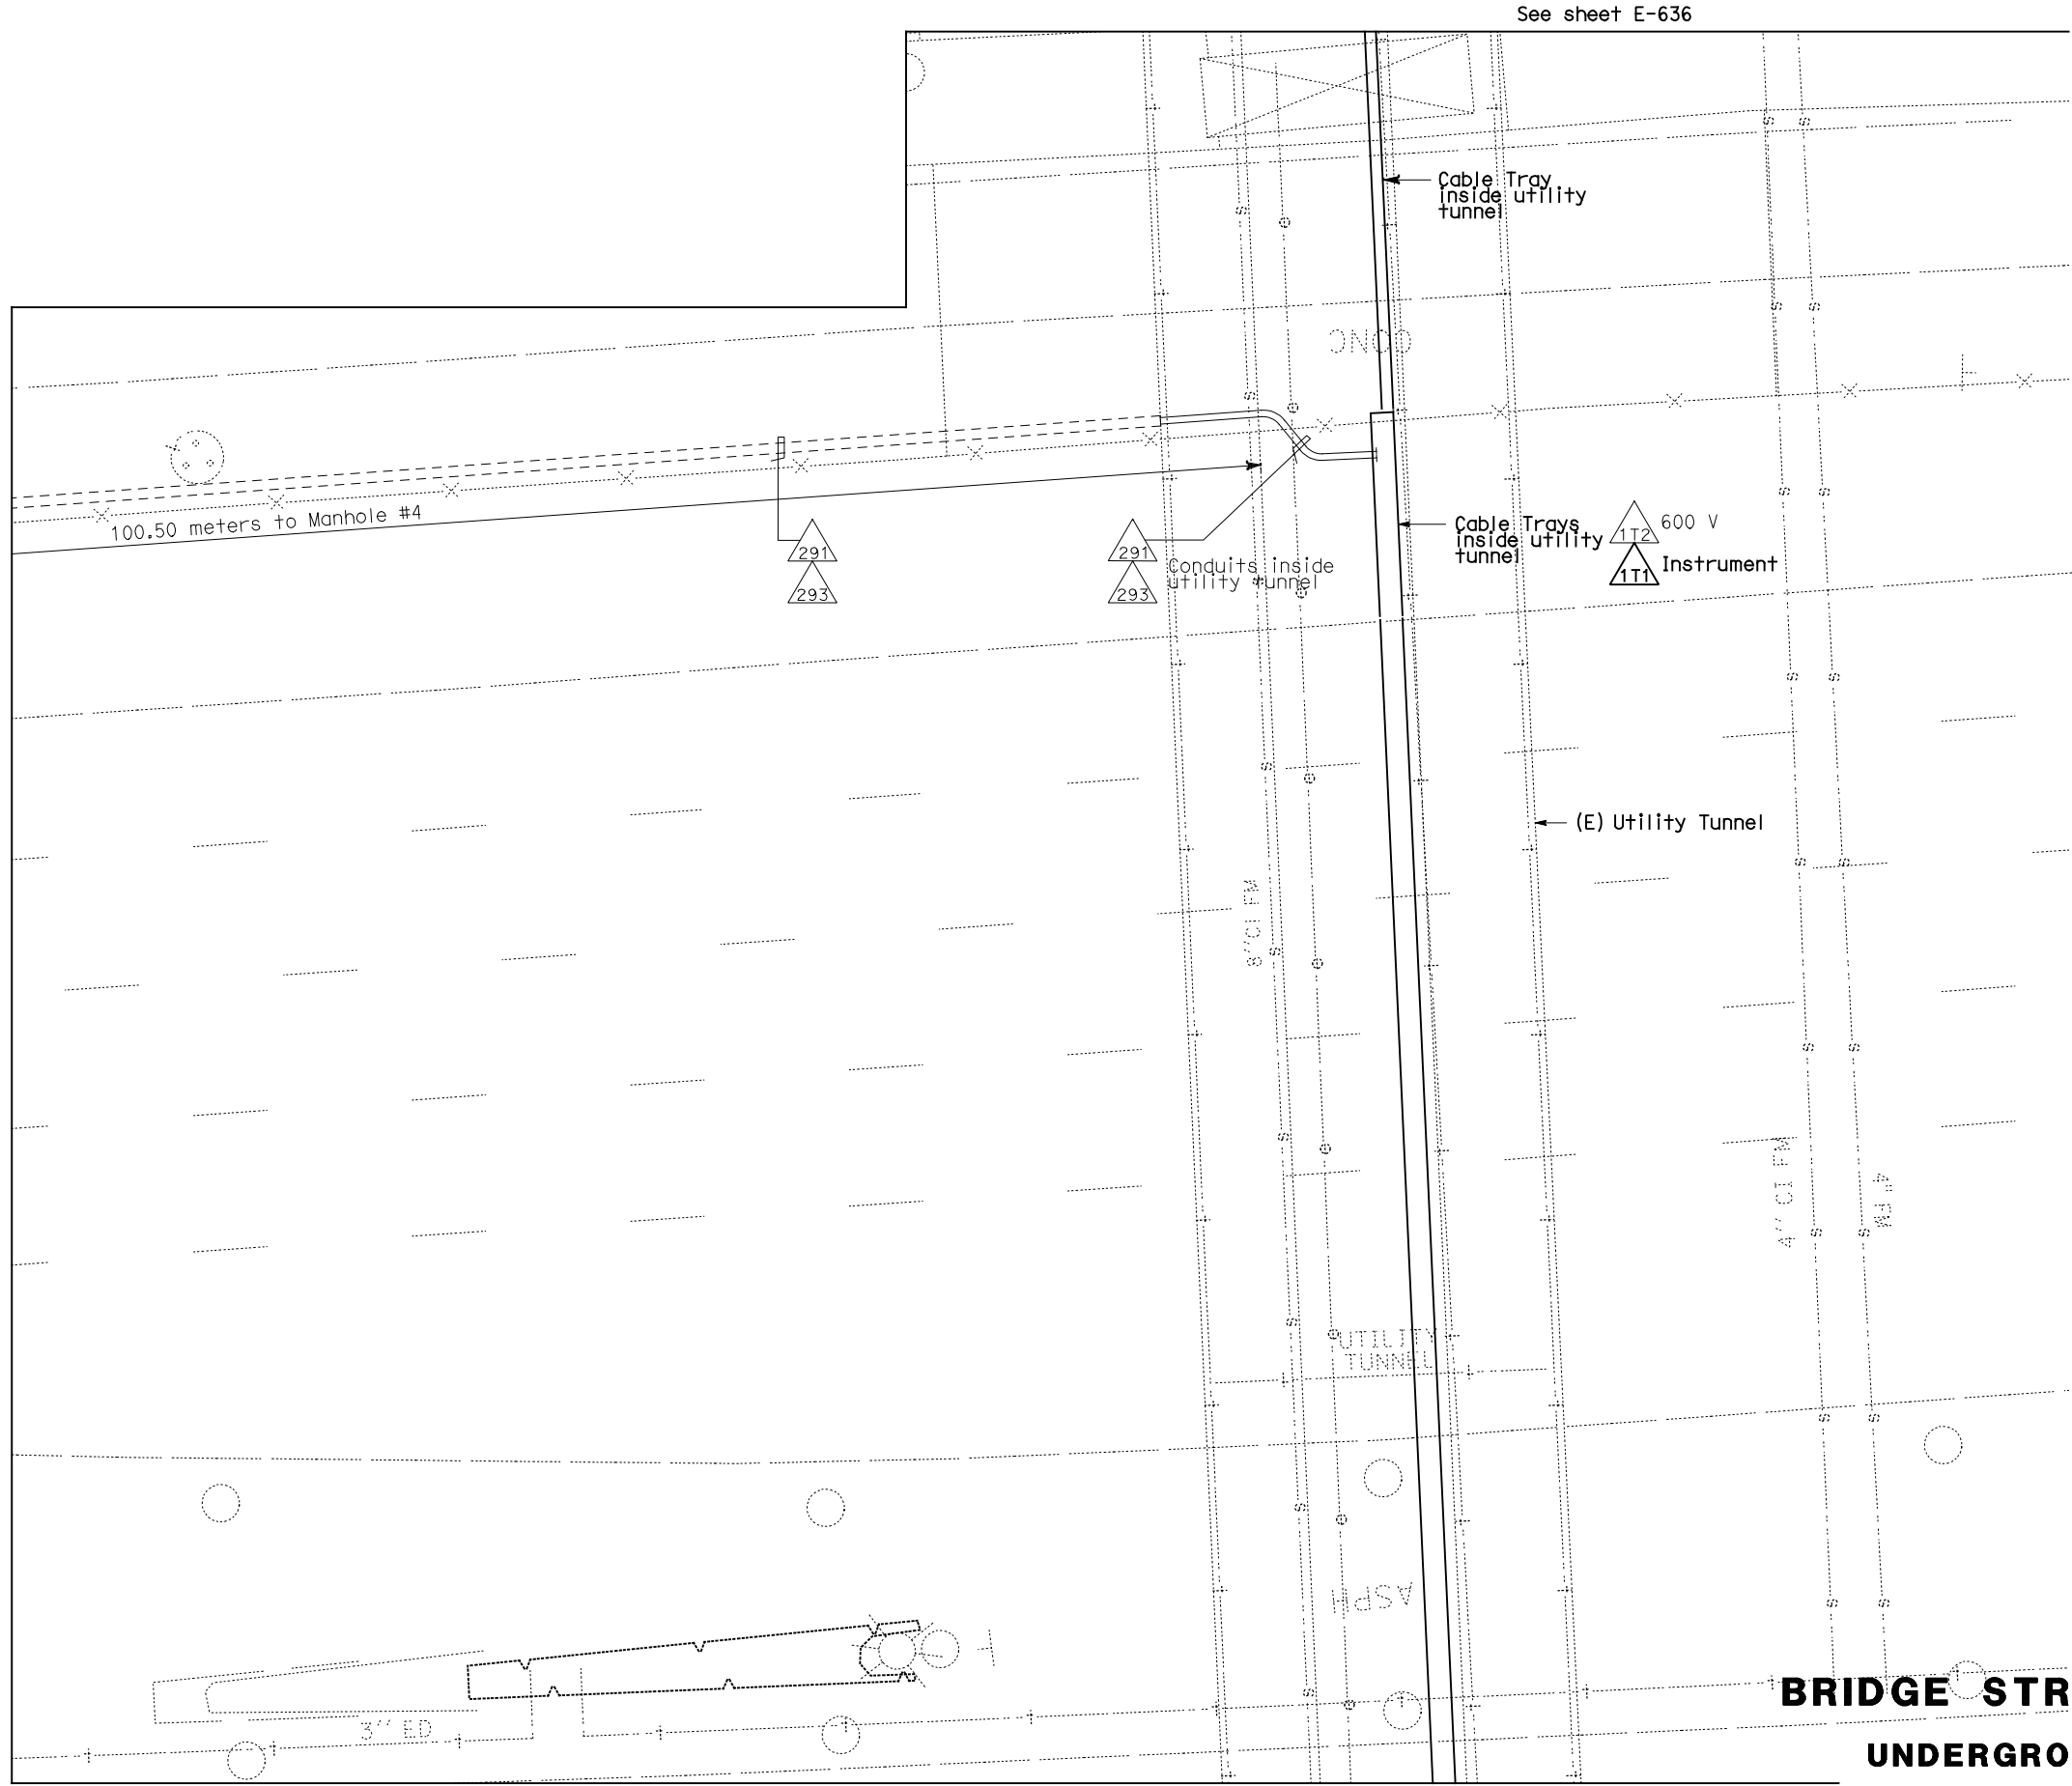 See sheet E-636
Cable Tray
inside utility
tunnel
CONC
100.50 meters to Manhole #4
291
293
291
293
Conduits inside
utility tunnel
Cable Trays
inside utility
tunnel
1T2
600 V
1T1
Instrument
(E) Utility Tunnel
8"CI FM
4" CI FM
4" FM
UTILITY
TUNNEL
ASPH
3" ED
BRIDGE STR
UNDERGRO